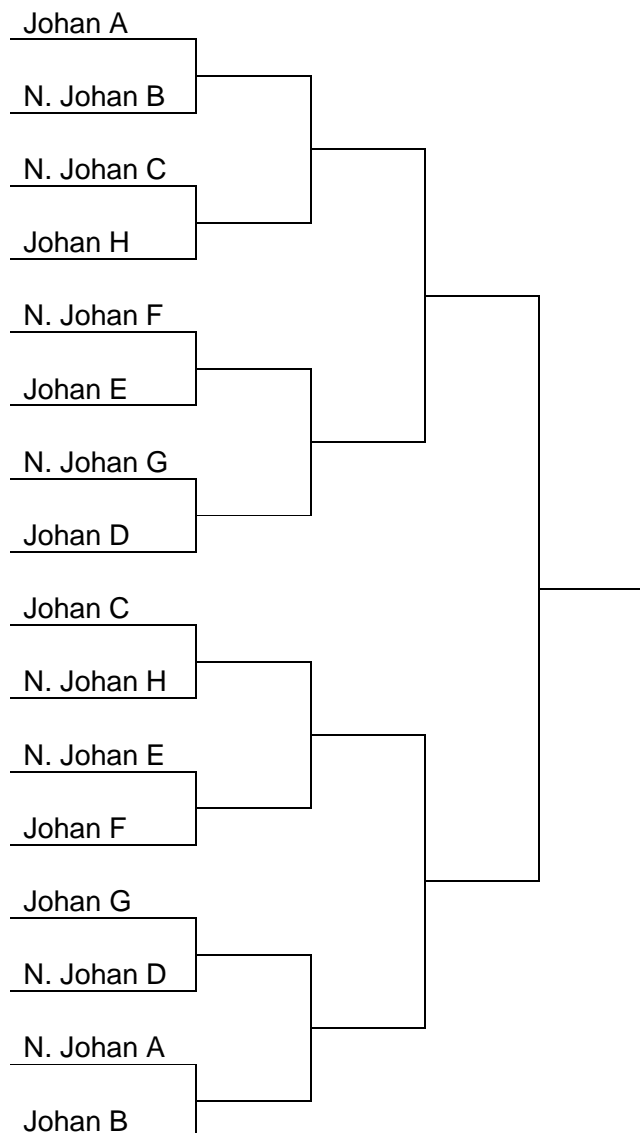 Johan A
N. Johan B
N. Johan C
Johan H
N. Johan F
Johan E
N. Johan G
Johan D
Johan C
N. Johan H
N. Johan E
Johan F
Johan G
N. Johan D
N. Johan A
Johan B